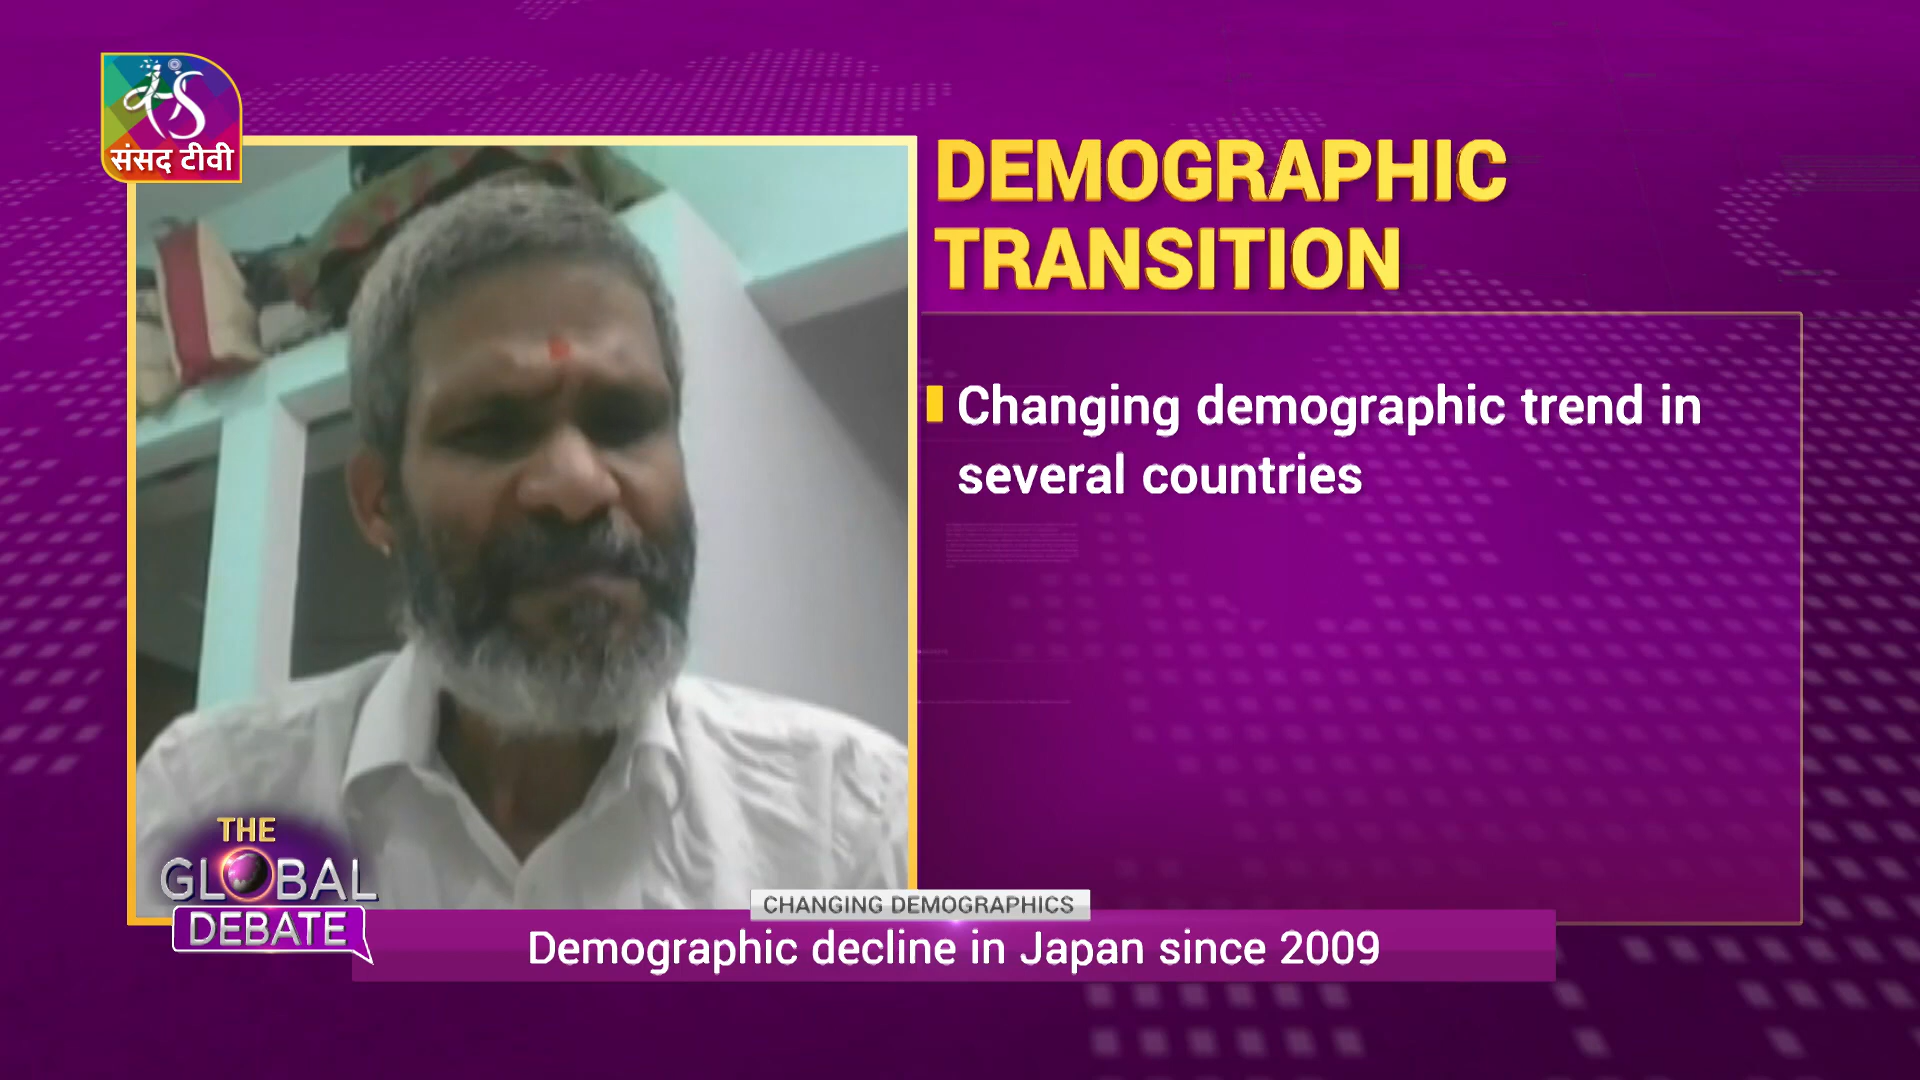 संसद टीवी
DEMOGRAPHIC
TRANSITION
Changing demographic trend in
several countries
THE
GLOBAL
DEBATE
CHANGING DEMOGRAPHICS
Demographic decline in Japan since 2009